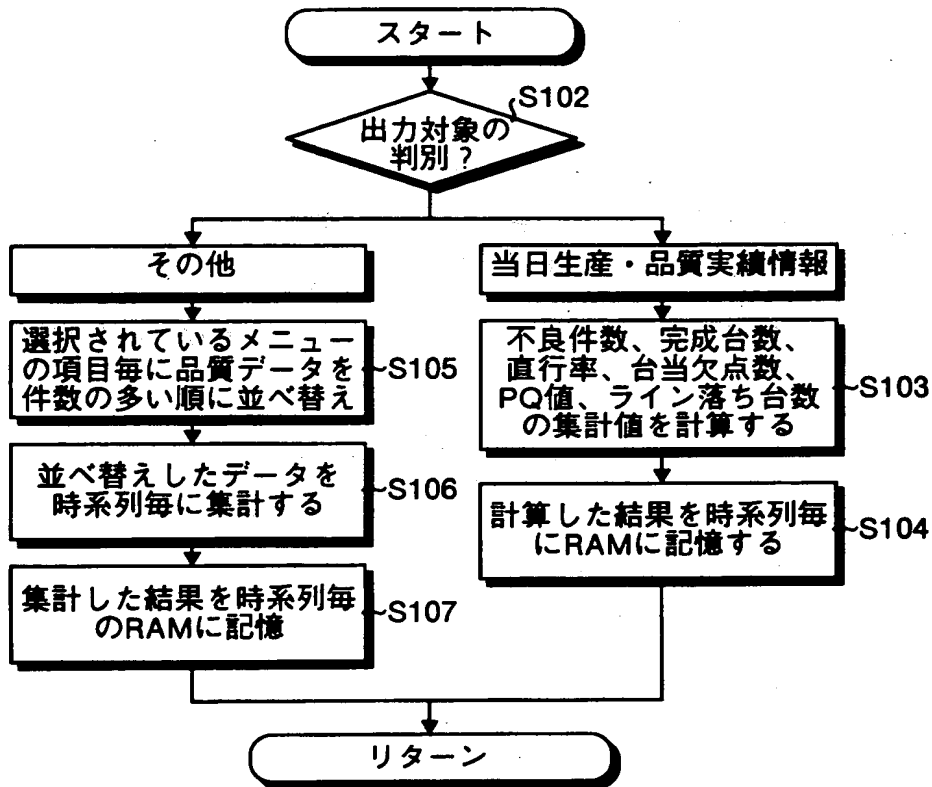 スタート
S102
出力対象の
判別？
その他
選択されているメニュー
の項目毎に品質データを
件数の多い順に並べ替え
S105
並べ替えしたデータを
時系列毎に集計する
S106
集計した結果を時系列毎
のRAMに記憶
S107
当日生産・品質実績情報
不良件数、完成台数、
直行率、台当欠点数、
PQ値、ライン落ち台数
の集計値を計算する
S103
計算した結果を時系列毎
にRAMに記憶する
S104
リターン